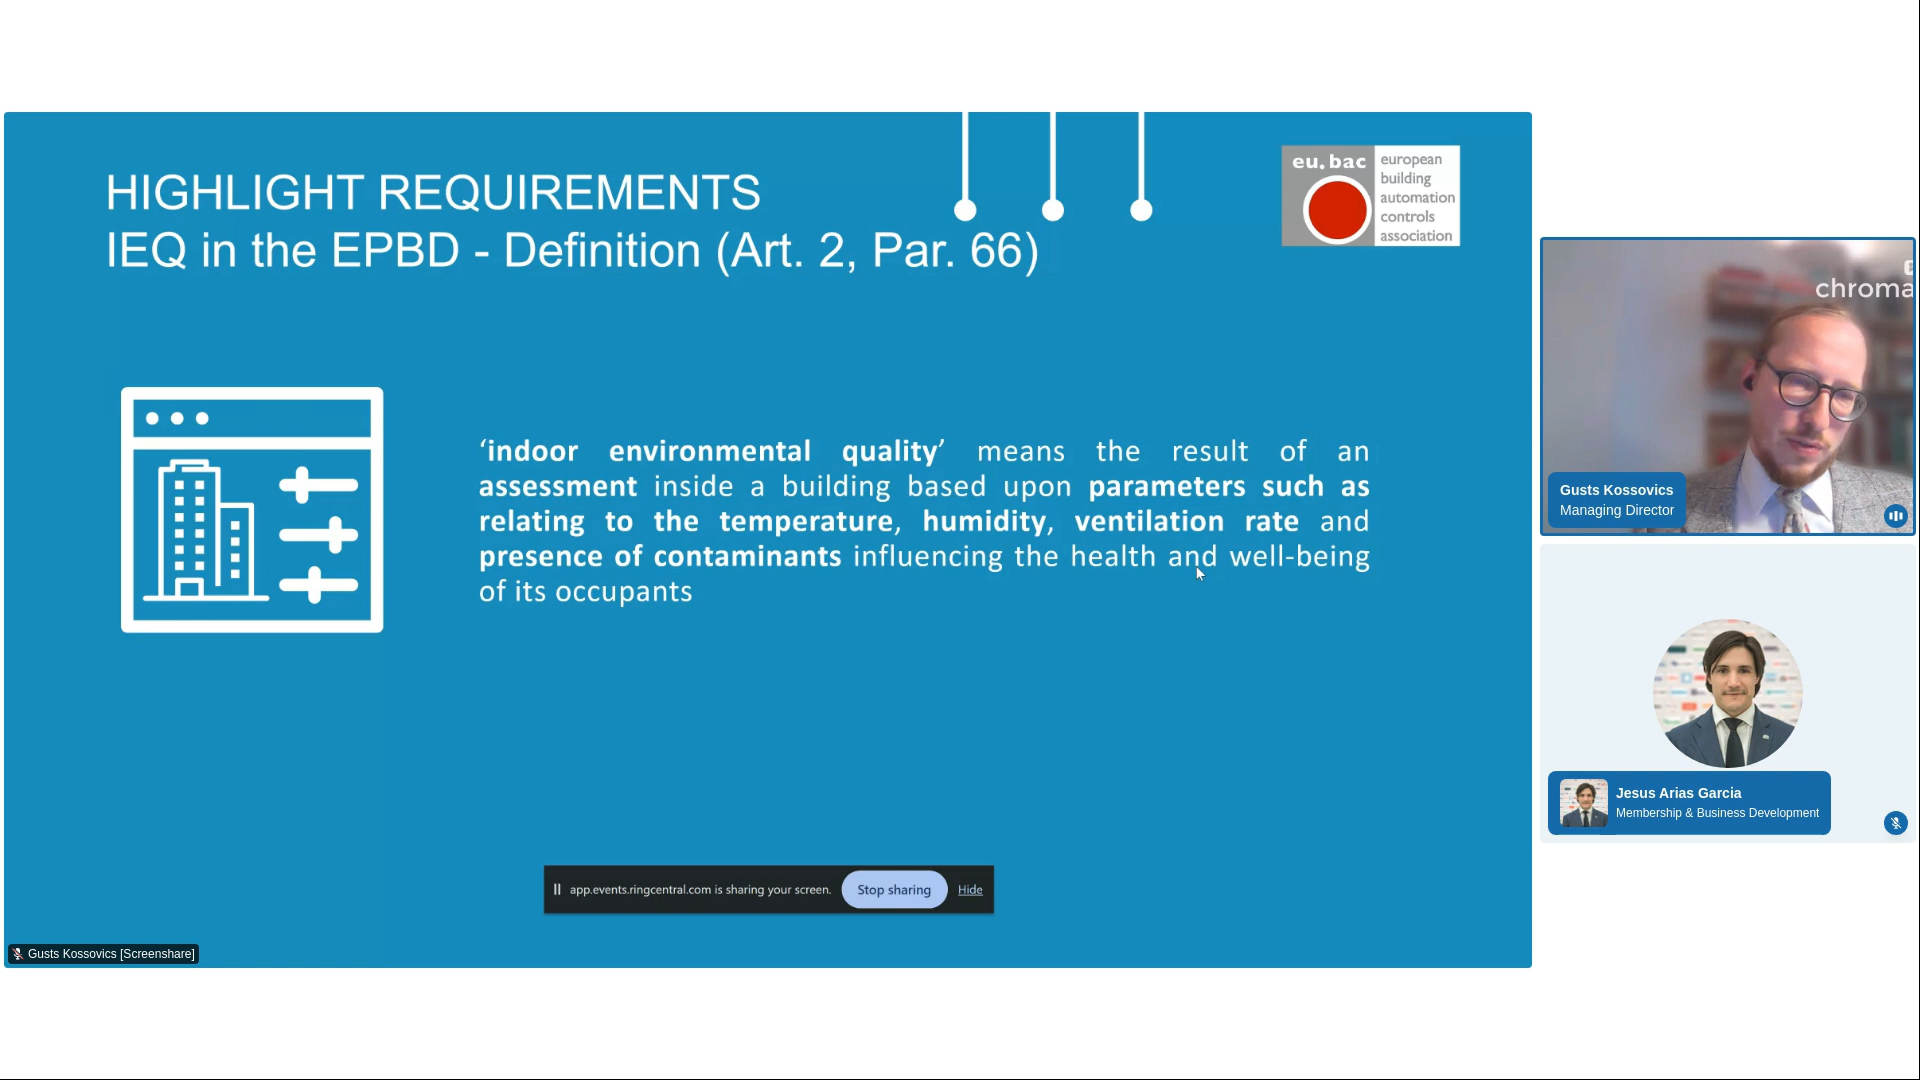 HIGHLIGHT REQUIREMENTS
IEQ in the EPBD - Definition (Art. 2, Par. 66)
eu.bac
european
building
automation
controls
association
‘indoor environmental quality’ means the result of an
assessment inside a building based upon parameters such as
relating to the temperature, humidity, ventilation rate and
presence of contaminants influencing the health and well-being
of its occupants
app.events.ringcentral.com is sharing your screen.
Stop sharing
Hide
Gusts Kossovics [Screenshare]
chroma
Gusts Kossovics
Managing Director
Jesus Arias Garcia
Membership & Business Development